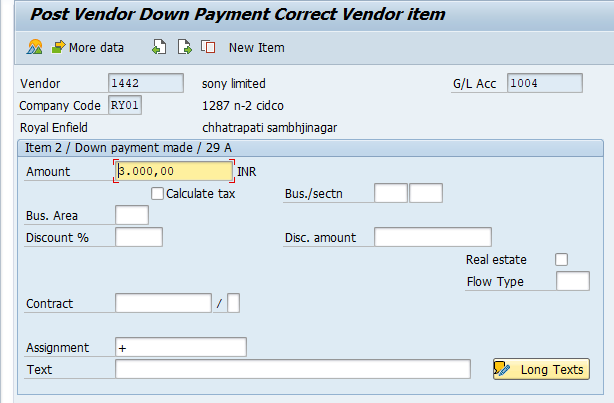 Post Vendor Down Payment Correct Vendor item
More data New Item
Vendor 1442 sony limited G/L Acc 1004
Company Code RY01 1287 n-2 cidco
Royal Enfield chhatrapati sambhjinagar
Item 2 / Down payment made / 29 A
Amount 3.000,00 INR
Calculate tax Bus./sectn
Bus. Area
Discount % Disc. amount
Real estate
Flow Type
Contract /
Assignment +
Text Long Texts